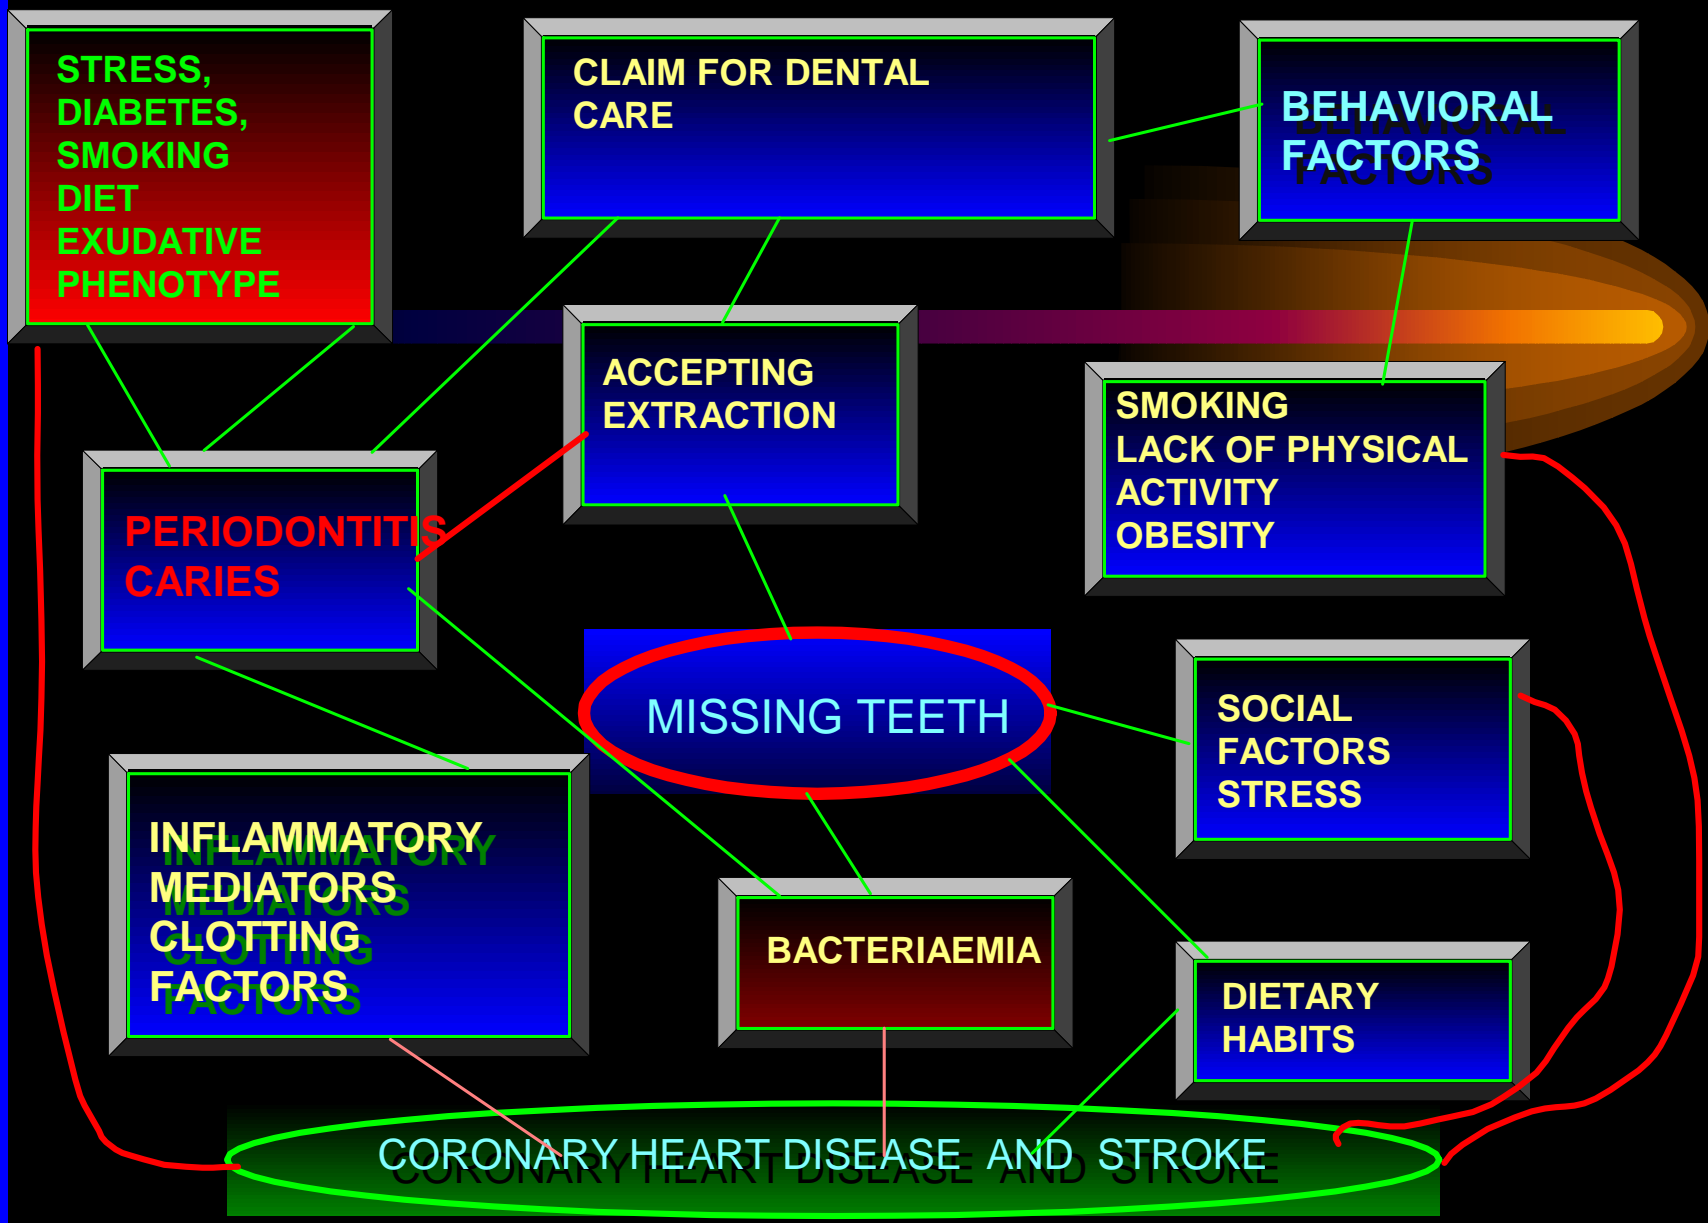 STRESS,
DIABETES,
SMOKING
DIET
EXUDATIVE
PHENOTYPE
CLAIM FOR DENTAL
CARE
BEHAVIORAL
FACTORS
ACCEPTING
EXTRACTION
SMOKING
LACK OF PHYSICAL
ACTIVITY
OBESITY
PERIODONTITIS
CARIES
MISSING TEETH
SOCIAL
FACTORS
STRESS
INFLAMMATORY
MEDIATORS
CLOTTING
FACTORS
BACTERIAEMIA
DIETARY
HABITS
CORONARY HEART DISEASE AND STROKE